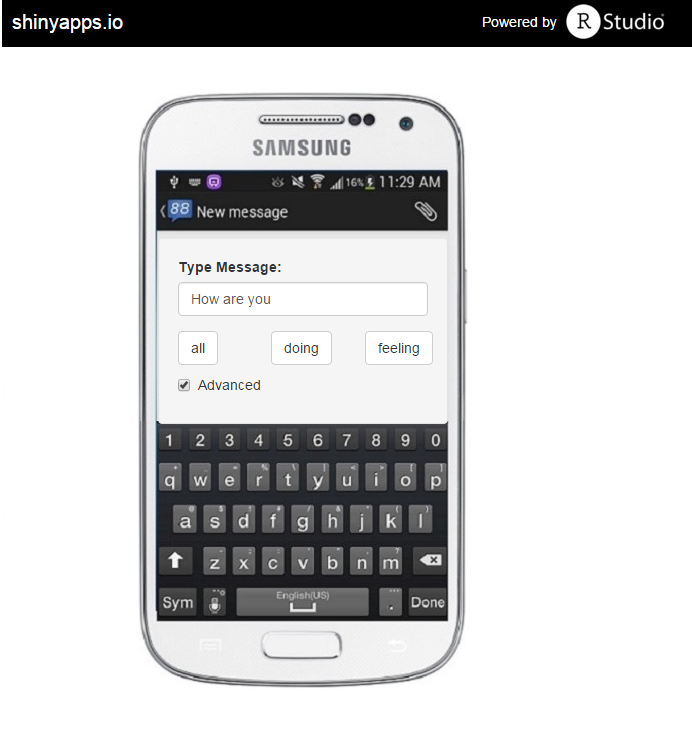 shinyapps.io
Powered by R Studio
SAMSUNG
16% 11:29 AM
88 New message
Type Message:
How are you
all doing feeling
Advanced
1 2 3 4 5 6 7 8 9 0
q w e r t y u i o p
a s d f g h j k l
z x c v b n m
Sym English(US) . Done